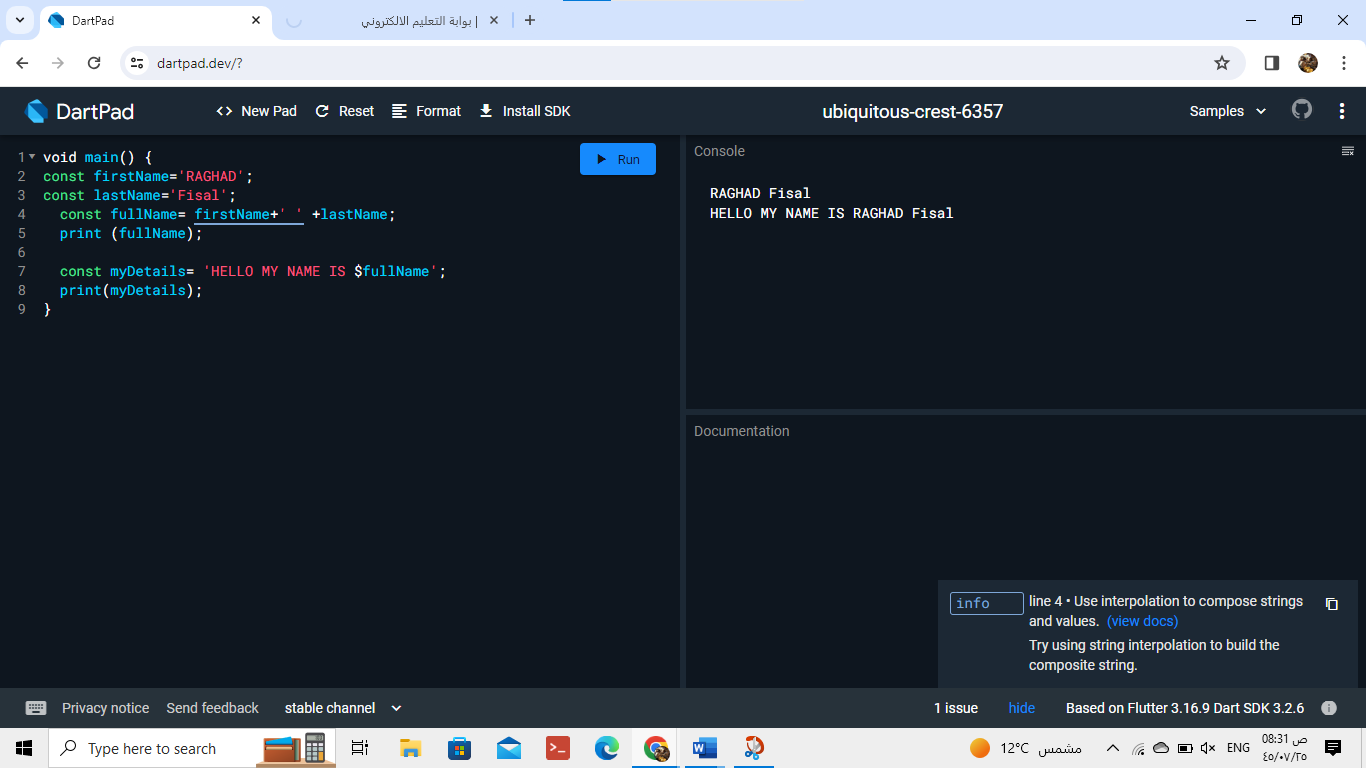 DartPad
بوابة التعليم الالكتروني |
dartpad.dev/?
DartPad
<> New Pad
Reset
Format
Install SDK
ubiquitous-crest-6357
Samples
1 void main() {
2 const firstName='RAGHAD';
3 const lastName='Fisal';
4 const fullName= firstName+' ' +lastName;
5 print (fullName);
6
7 const myDetails= 'HELLO MY NAME IS $fullName';
8 print(myDetails);
9 }
Run
Console
RAGHAD Fisal
HELLO MY NAME IS RAGHAD Fisal
Documentation
info
line 4 • Use interpolation to compose strings
and values. (view docs)
Try using string interpolation to build the
composite string.
Privacy notice
Send feedback
stable channel
1 issue
hide
Based on Flutter 3.16.9 Dart SDK 3.2.6
Type here to search
12°C مشمس
ENG
08:31 ص
٤٥/٠٧/٢٥